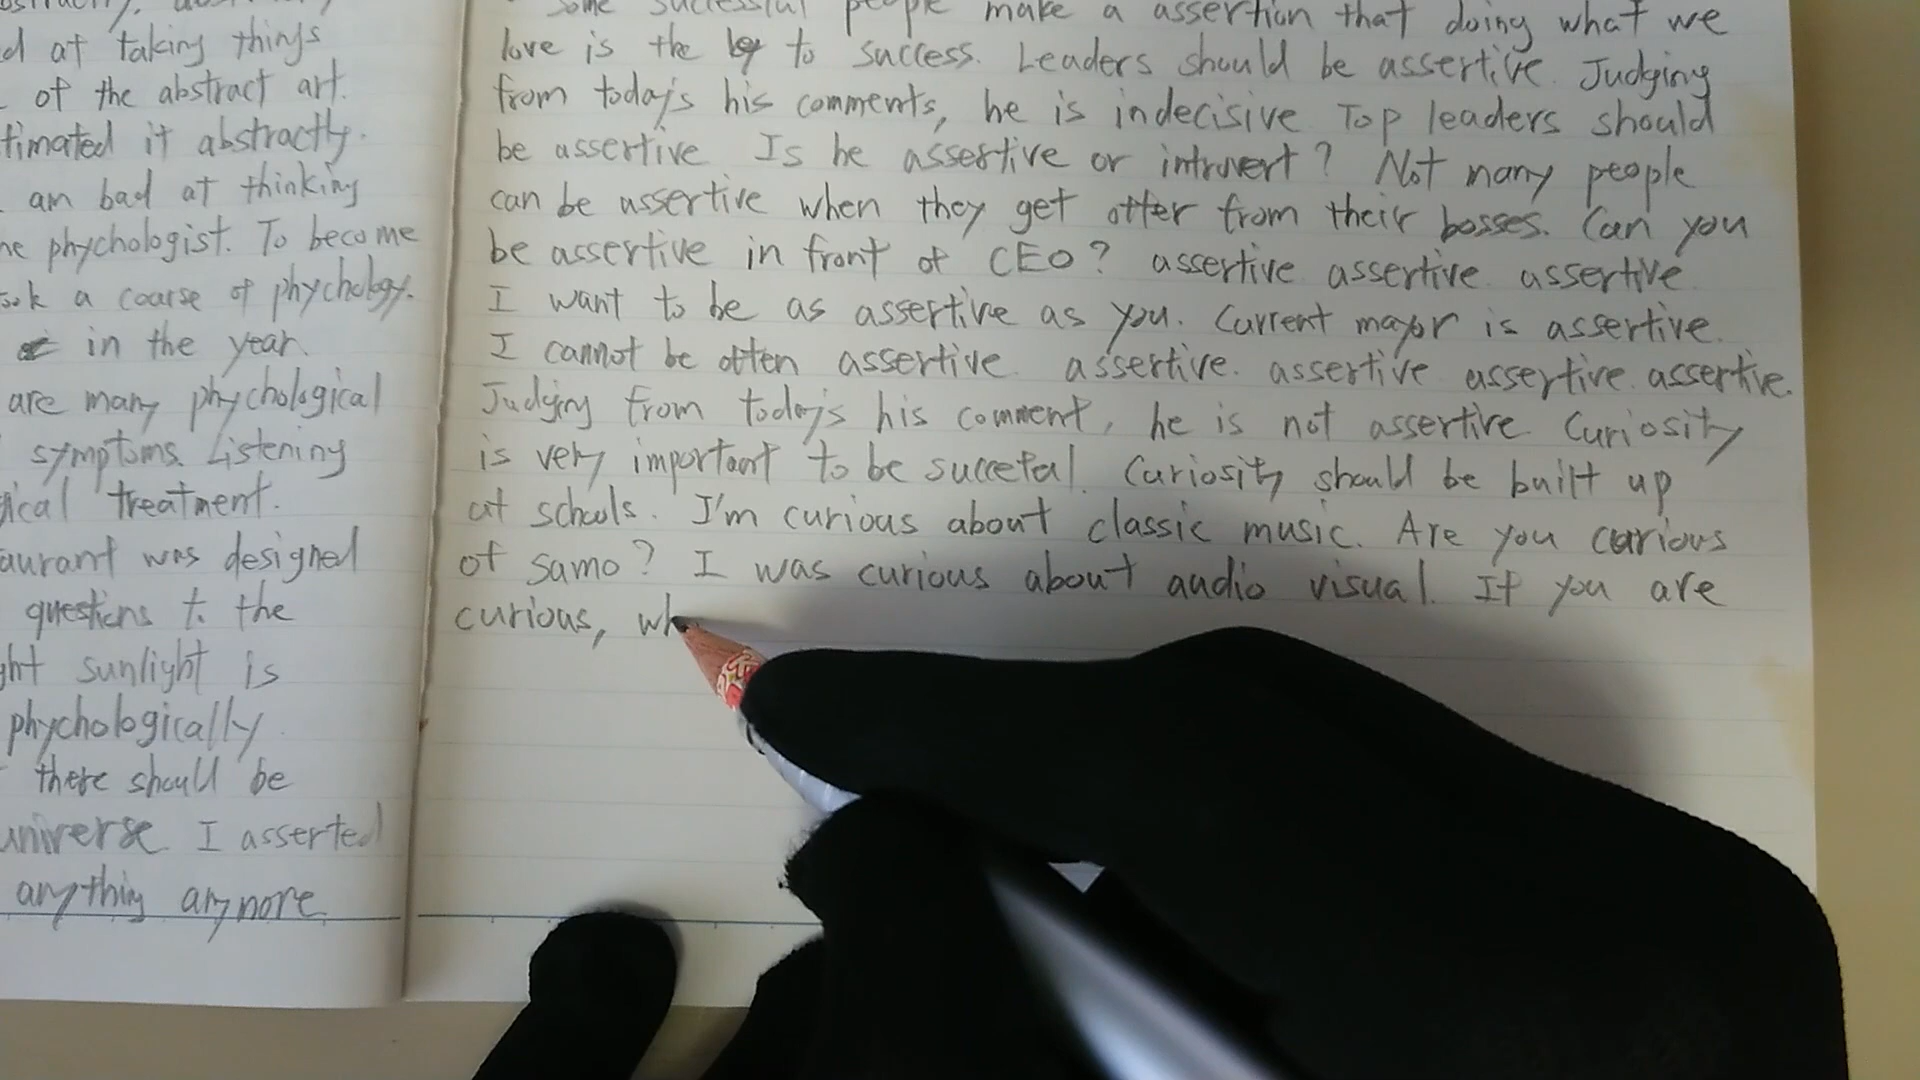 d at taking things
of the abstract art.
timated it abstractly.
am bad at thinking
ne phychologist. To become
ook a coarse of phychology.
in the year.
are many phychological
symptoms. Listening
gical treatment.
aurant was designed
questions to the
ght sunlight is
phychologically
there should be
universe. I asserted
anything anymore.
some successful people make a assertion that doing what we
love is the key to success. Leaders should be assertive. Judging
from today's his comments, he is indecisive. Top leaders should
be assertive. Is he assertive or introvert? Not many people
can be assertive when they get otter from their bosses. Can you
be assertive in front of CEO? assertive assertive assertive
I want to be as assertive as you. Current mayor is assertive.
I cannot be often assertive. assertive. assertive assertive. assertive.
Judging from today's his comment, he is not assertive. Curiosity
is very important to be succeful. Curiosity should be built up
at schools. I'm curious about classic music. Are you curious
of samo? I was curious about audio visual. If you are
curious, wh